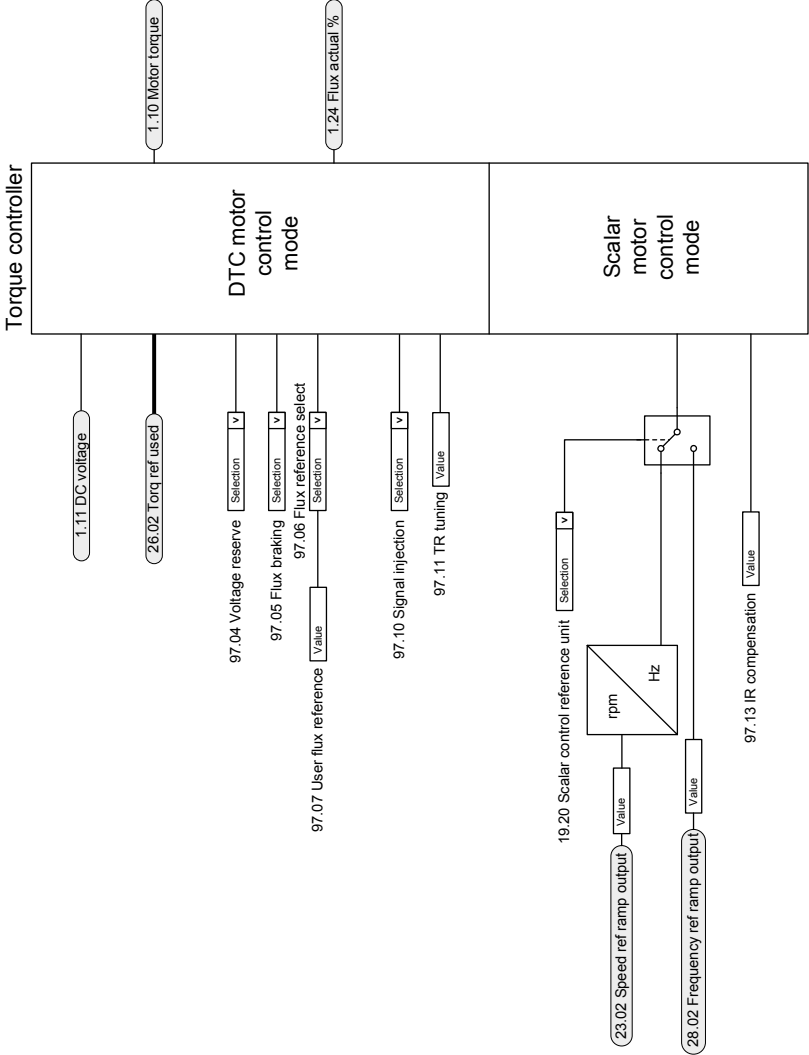 Torque controller
1.11 DC voltage
26.02 Torq ref used
97.04 Voltage reserve
Selection
v
97.05 Flux braking
Selection
v
97.06 Flux reference select
97.07 User flux reference
Value
Selection
v
97.10 Signal injection
Selection
v
97.11 TR tuning
Value
DTC motor
control
mode
1.10 Motor torque
1.24 Flux actual %
19.20 Scalar control reference unit
Selection
v
23.02 Speed ref ramp output
Value
rpm
Hz
28.02 Frequency ref ramp output
Value
97.13 IR compensation
Value
Scalar
motor
control
mode